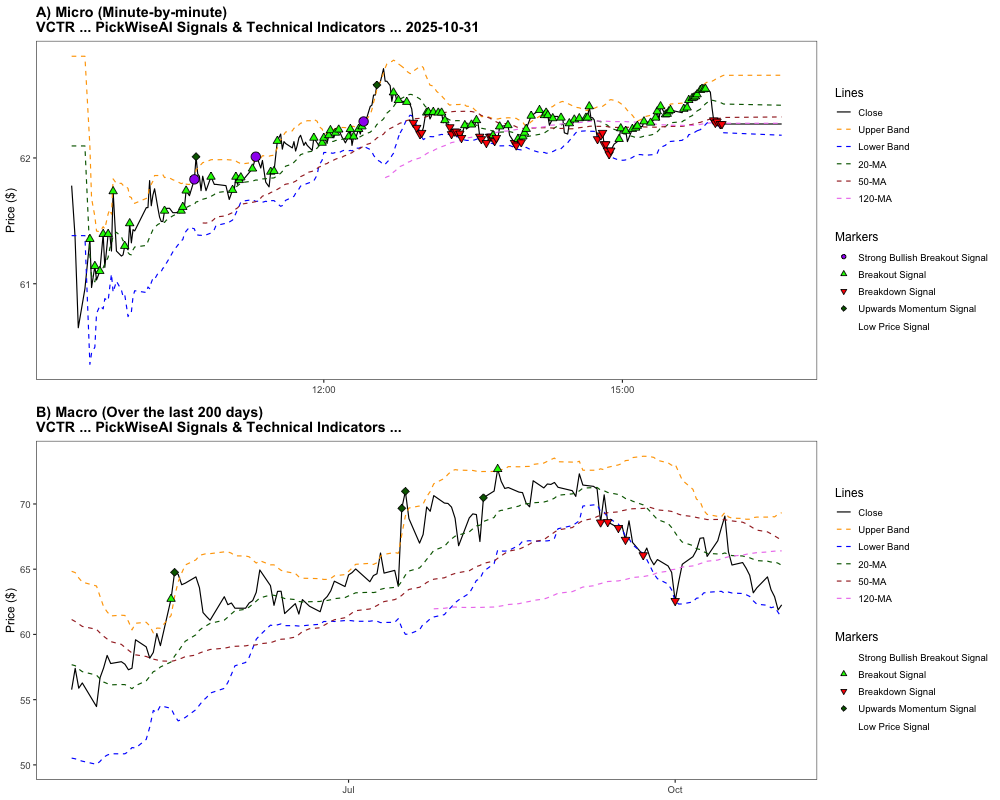 A) Micro (Minute-by-minute)
VCTR ... PickWiseAI Signals & Technical Indicators ... 2025-10-31
Price ($)
62
61
12:00
15:00
Lines
Close
Upper Band
Lower Band
20-MA
50-MA
120-MA
Markers
Strong Bullish Breakout Signal
Breakout Signal
Breakdown Signal
Upwards Momentum Signal
Low Price Signal
B) Macro (Over the last 200 days)
VCTR ... PickWiseAI Signals & Technical Indicators ...
Price ($)
70
65
60
55
50
Jul
Oct
Lines
Close
Upper Band
Lower Band
20-MA
50-MA
120-MA
Markers
Strong Bullish Breakout Signal
Breakout Signal
Breakdown Signal
Upwards Momentum Signal
Low Price Signal